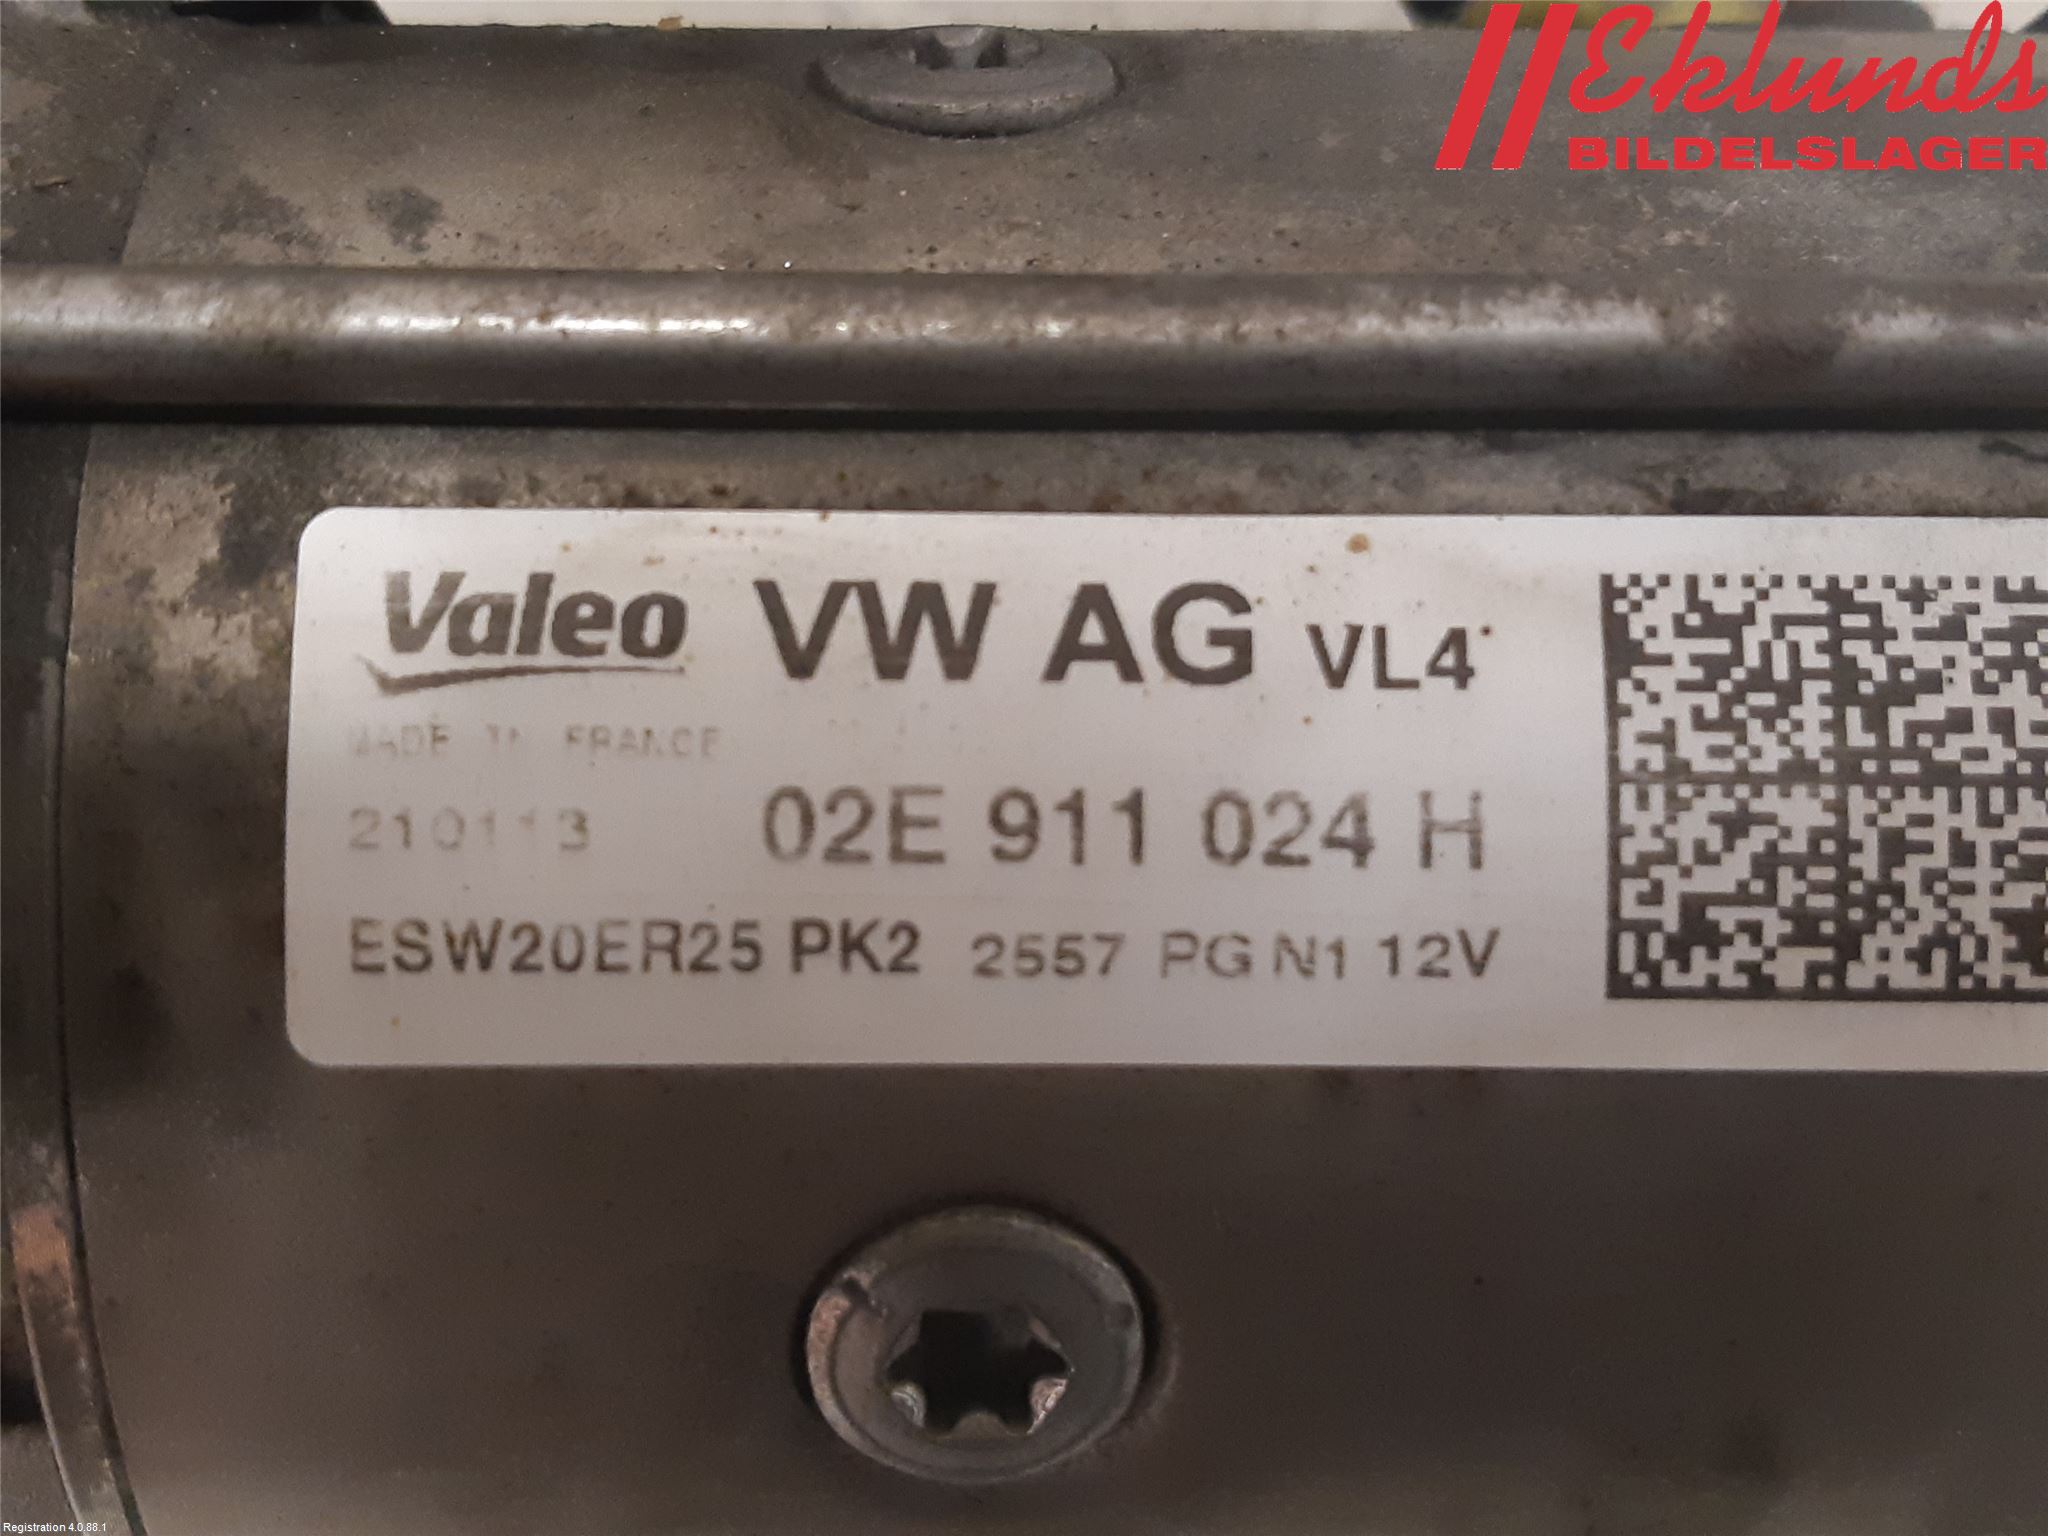 Eklunds
BILDELSLAGER
Valeo VW AG VL4
MADE IN FRANCE
210113 02E 911 024 H
ESW20ER25 PK2 2557 PG N1 12V
Registration 4.0.88.1